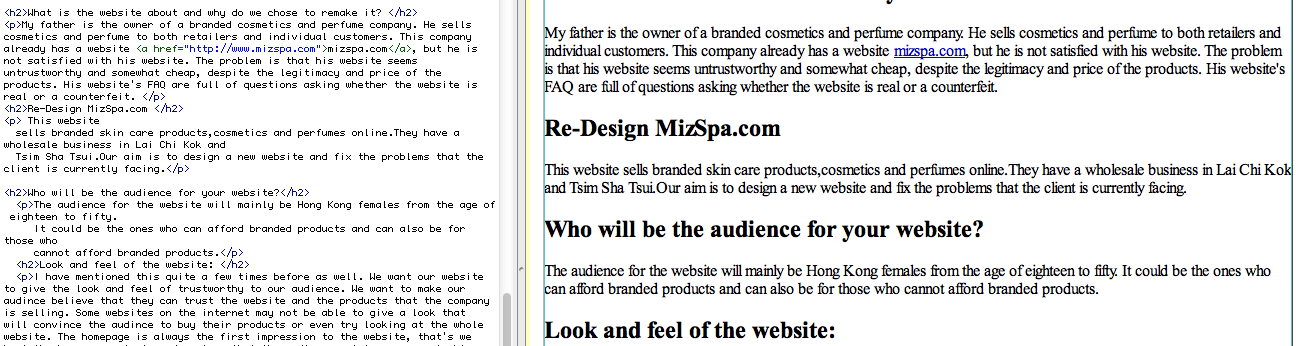 <h2>What is the website about and why do we chose to remake it? </h2>
<p>My father is the owner of a branded cosmetics and perfume company. He sells
cosmetics and perfume to both retailers and individual customers. This company
already has a website <a href="http://www.mizspa.com">mizspa.com</a>, but he is
not satisfied with his website. The problem is that his website seems
untrustworthy and somewhat cheap, despite the legitimacy and price of the
products. His website's FAQ are full of questions asking whether the website is
real or a counterfeit. </p>
<h2>Re-Design MizSpa.com </h2>
<p> This website
sells branded skin care products,cosmetics and perfumes online.They have a
wholesale business in Lai Chi Kok and
Tsim Sha Tsui.Our aim is to design a new website and fix the problems that the
client is currently facing.</p>
<h2>Who will be the audience for your website?</h2>
<p>The audience for the website will mainly be Hong Kong females from the age of
eighteen to fifty.
It could be the ones who can afford branded products and can also be for
those who
cannot afford branded products.</p>
<h2>Look and feel of the website: </h2>
<p>I have mentioned this quite a few times before as well. We want our website
to give the look and feel of trustworthy to our audience. We want to make our
audince believe that they can trust the website and the products that the company
is selling. Some websites on the internet may not be able to give a look that
will convince the audince to buy their products or even try looking at the whole
website. The homepage is always the first impression to the website, that's we
My father is the owner of a branded cosmetics and perfume company. He sells cosmetics and perfume to both retailers and
individual customers. This company already has a website mizspa.com, but he is not satisfied with his website. The problem
is that his website seems untrustworthy and somewhat cheap, despite the legitimacy and price of the products. His website's
FAQ are full of questions asking whether the website is real or a counterfeit.
Re-Design MizSpa.com
This website sells branded skin care products,cosmetics and perfumes online.They have a wholesale business in Lai Chi Kok
and Tsim Sha Tsui.Our aim is to design a new website and fix the problems that the client is currently facing.
Who will be the audience for your website?
The audience for the website will mainly be Hong Kong females from the age of eighteen to fifty. It could be the ones who
can afford branded products and can also be for those who cannot afford branded products.
Look and feel of the website: